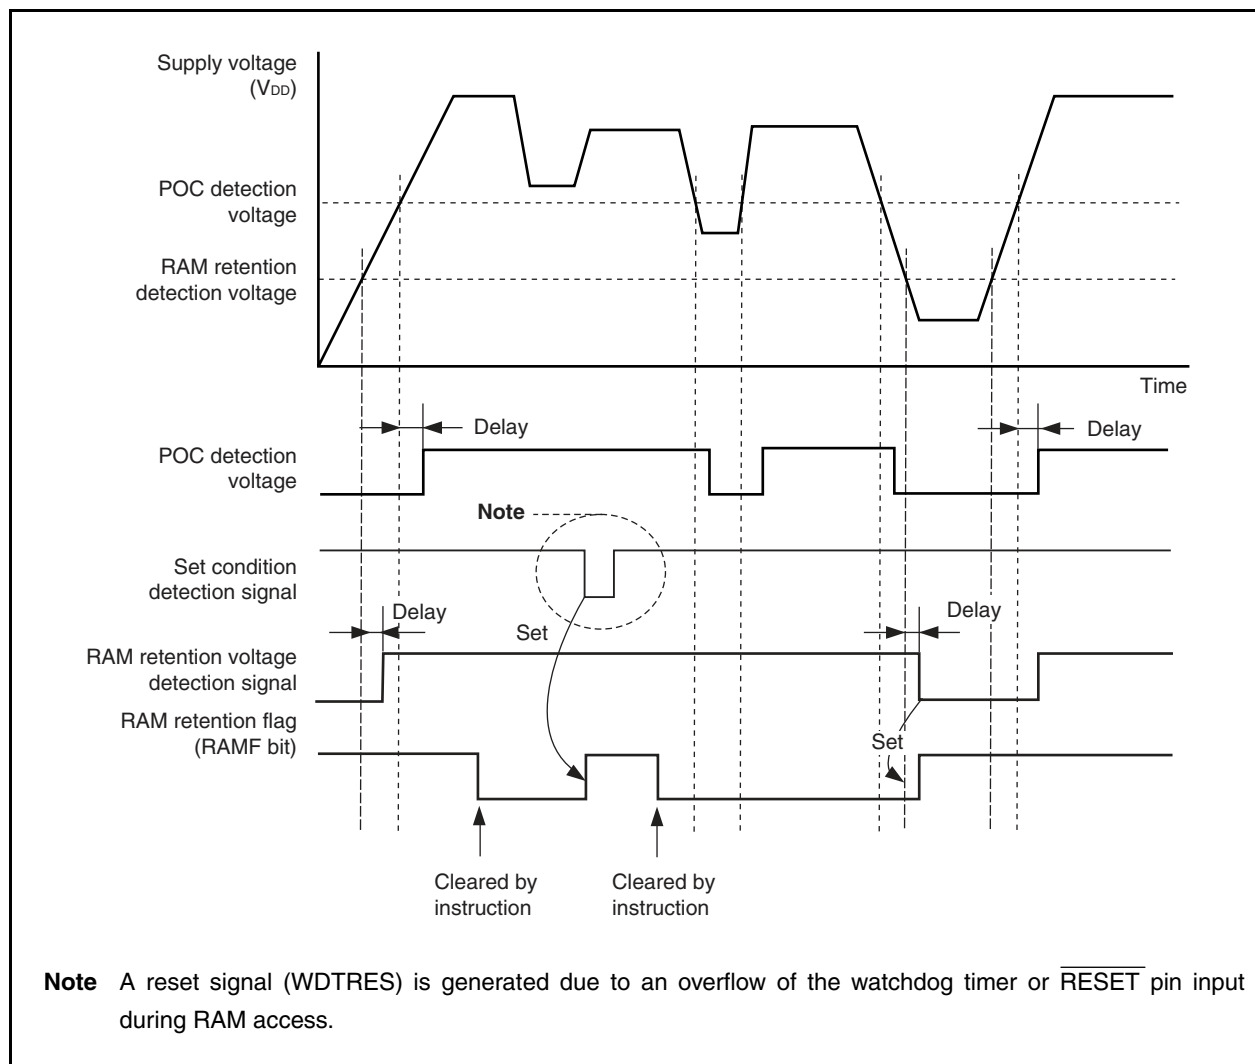 Supply voltage
(VDD)
POC detection
voltage
RAM retention
detection voltage
Time
Delay
Delay
POC detection
voltage
Note
Set condition
detection signal
Delay
Delay
Set
RAM retention voltage
detection signal
RAM retention flag
(RAMF bit)
Set
Cleared by
instruction
Cleared by
instruction
Note A reset signal (WDTRES) is generated due to an overflow of the watchdog timer or RESET pin input
during RAM access.